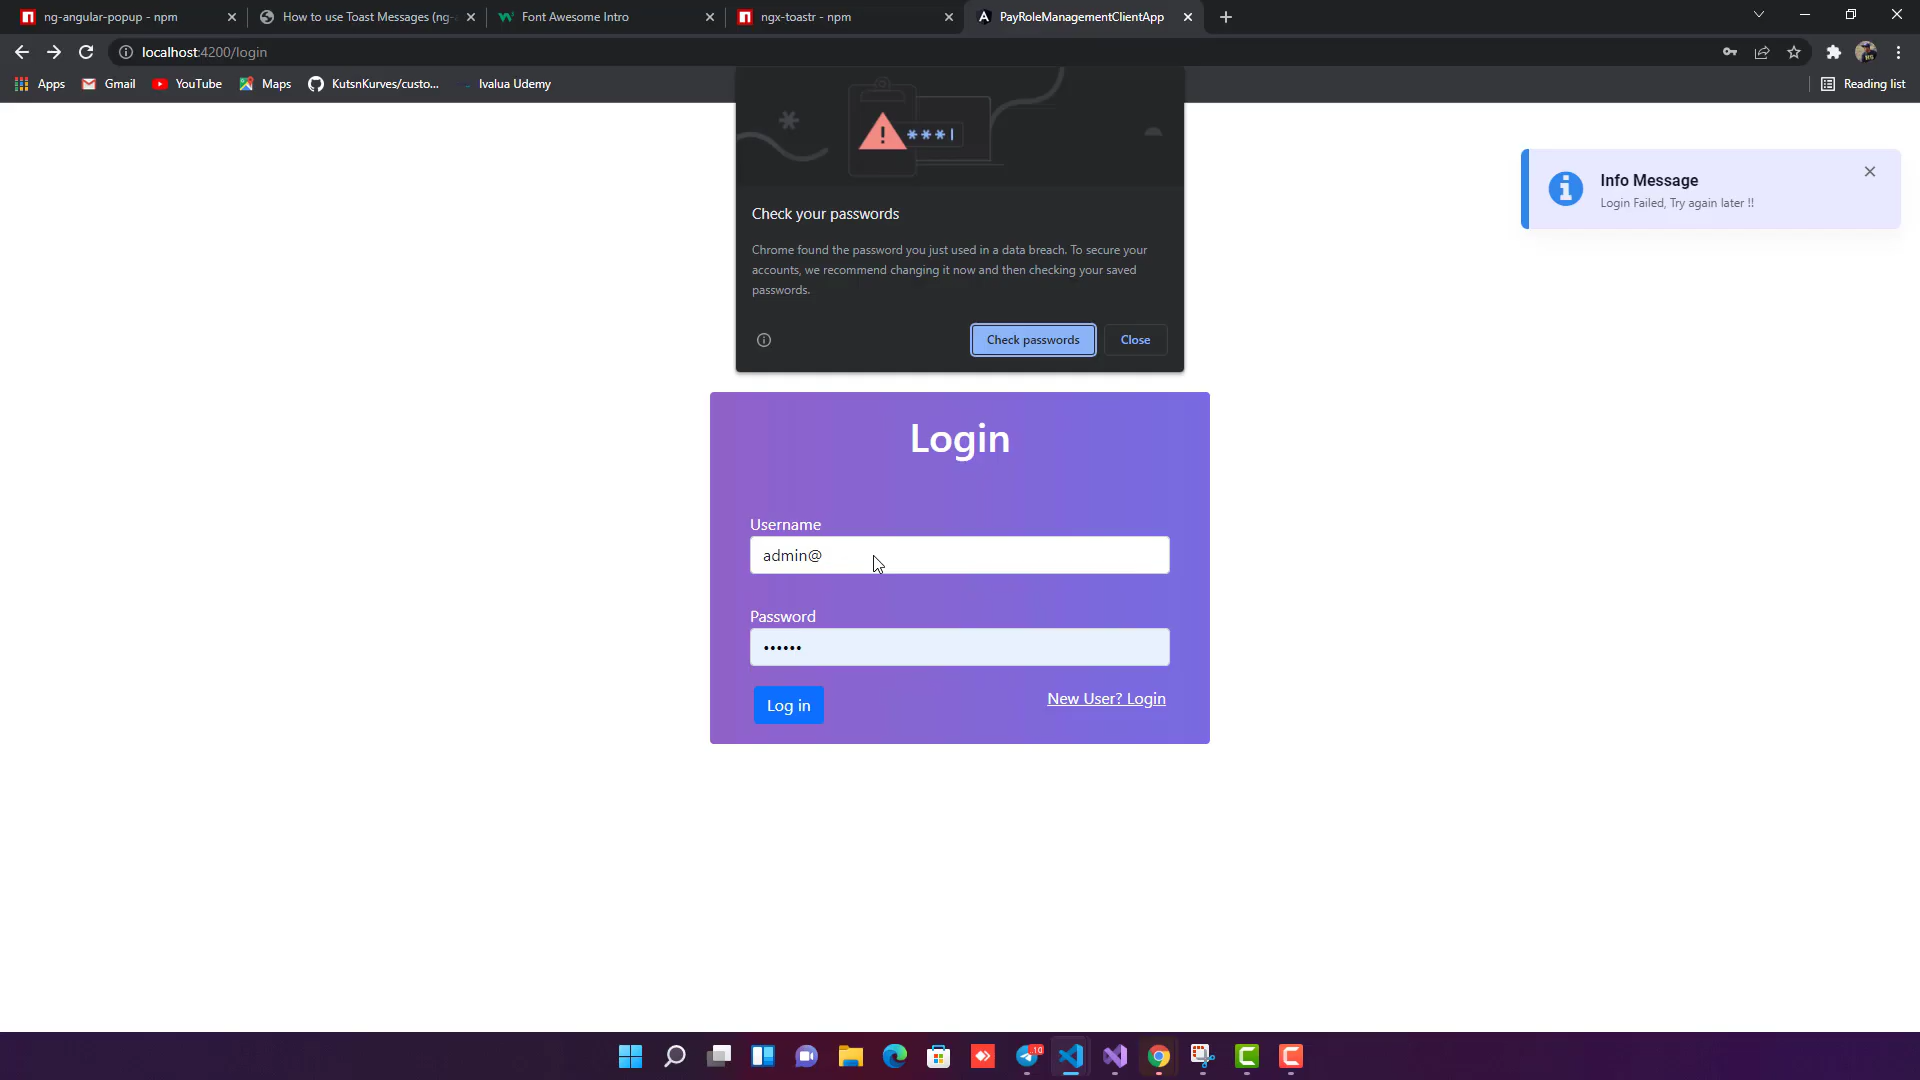 ng-angular-popup - npm
How to use Toast Messages (ng-a
Font Awesome Intro
ngx-toastr - npm
PayRoleManagementClientApp
localhost:4200/login
Apps
Gmail
YouTube
Maps
KutsnKurves/custo...
Ivalua Udemy
Reading list
***|
Check your passwords
Chrome found the password you just used in a data breach. To secure your
accounts, we recommend changing it now and then checking your saved
passwords.
Check passwords
Close
Info Message
Login Failed, Try again later !!
Login
Username
admin@
Password
••••••
Log in
New User? Login
10